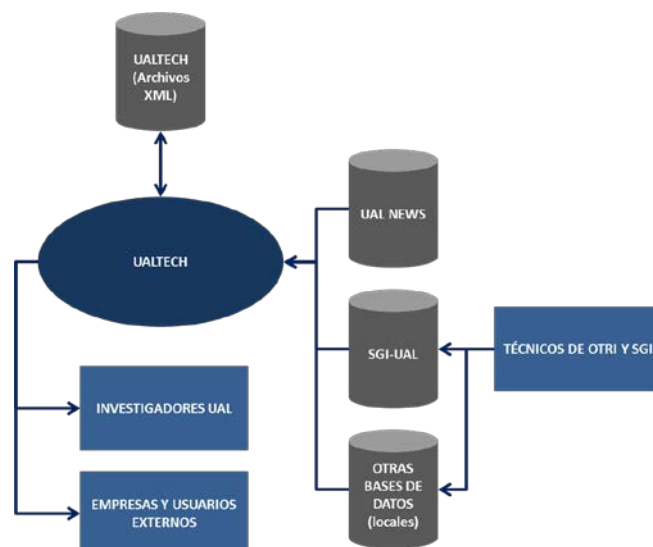 UALTECH
(Archivos
XML)
UAL NEWS
UALTECH
SGI-UAL
TÉCNICOS DE OTRI Y SGI
INVESTIGADORES UAL
OTRAS
BASES DE
DATOS
(locales)
EMPRESAS Y USUARIOS
EXTERNOS